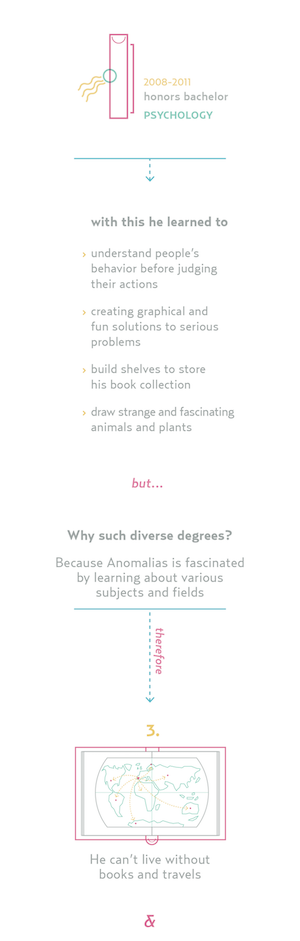 2008-2011
honors bachelor
PSYCHOLOGY
with this he learned to
› understand people's
behavior before judging
their actions
› creating graphical and
fun solutions to serious
problems
› build shelves to store
his book collection
› draw strange and fascinating
animals and plants
but...
Why such diverse degrees?
Because Anomalias is fascinated
by learning about various
subjects and fields
therefore
3.
He can't live without
books and travels
&